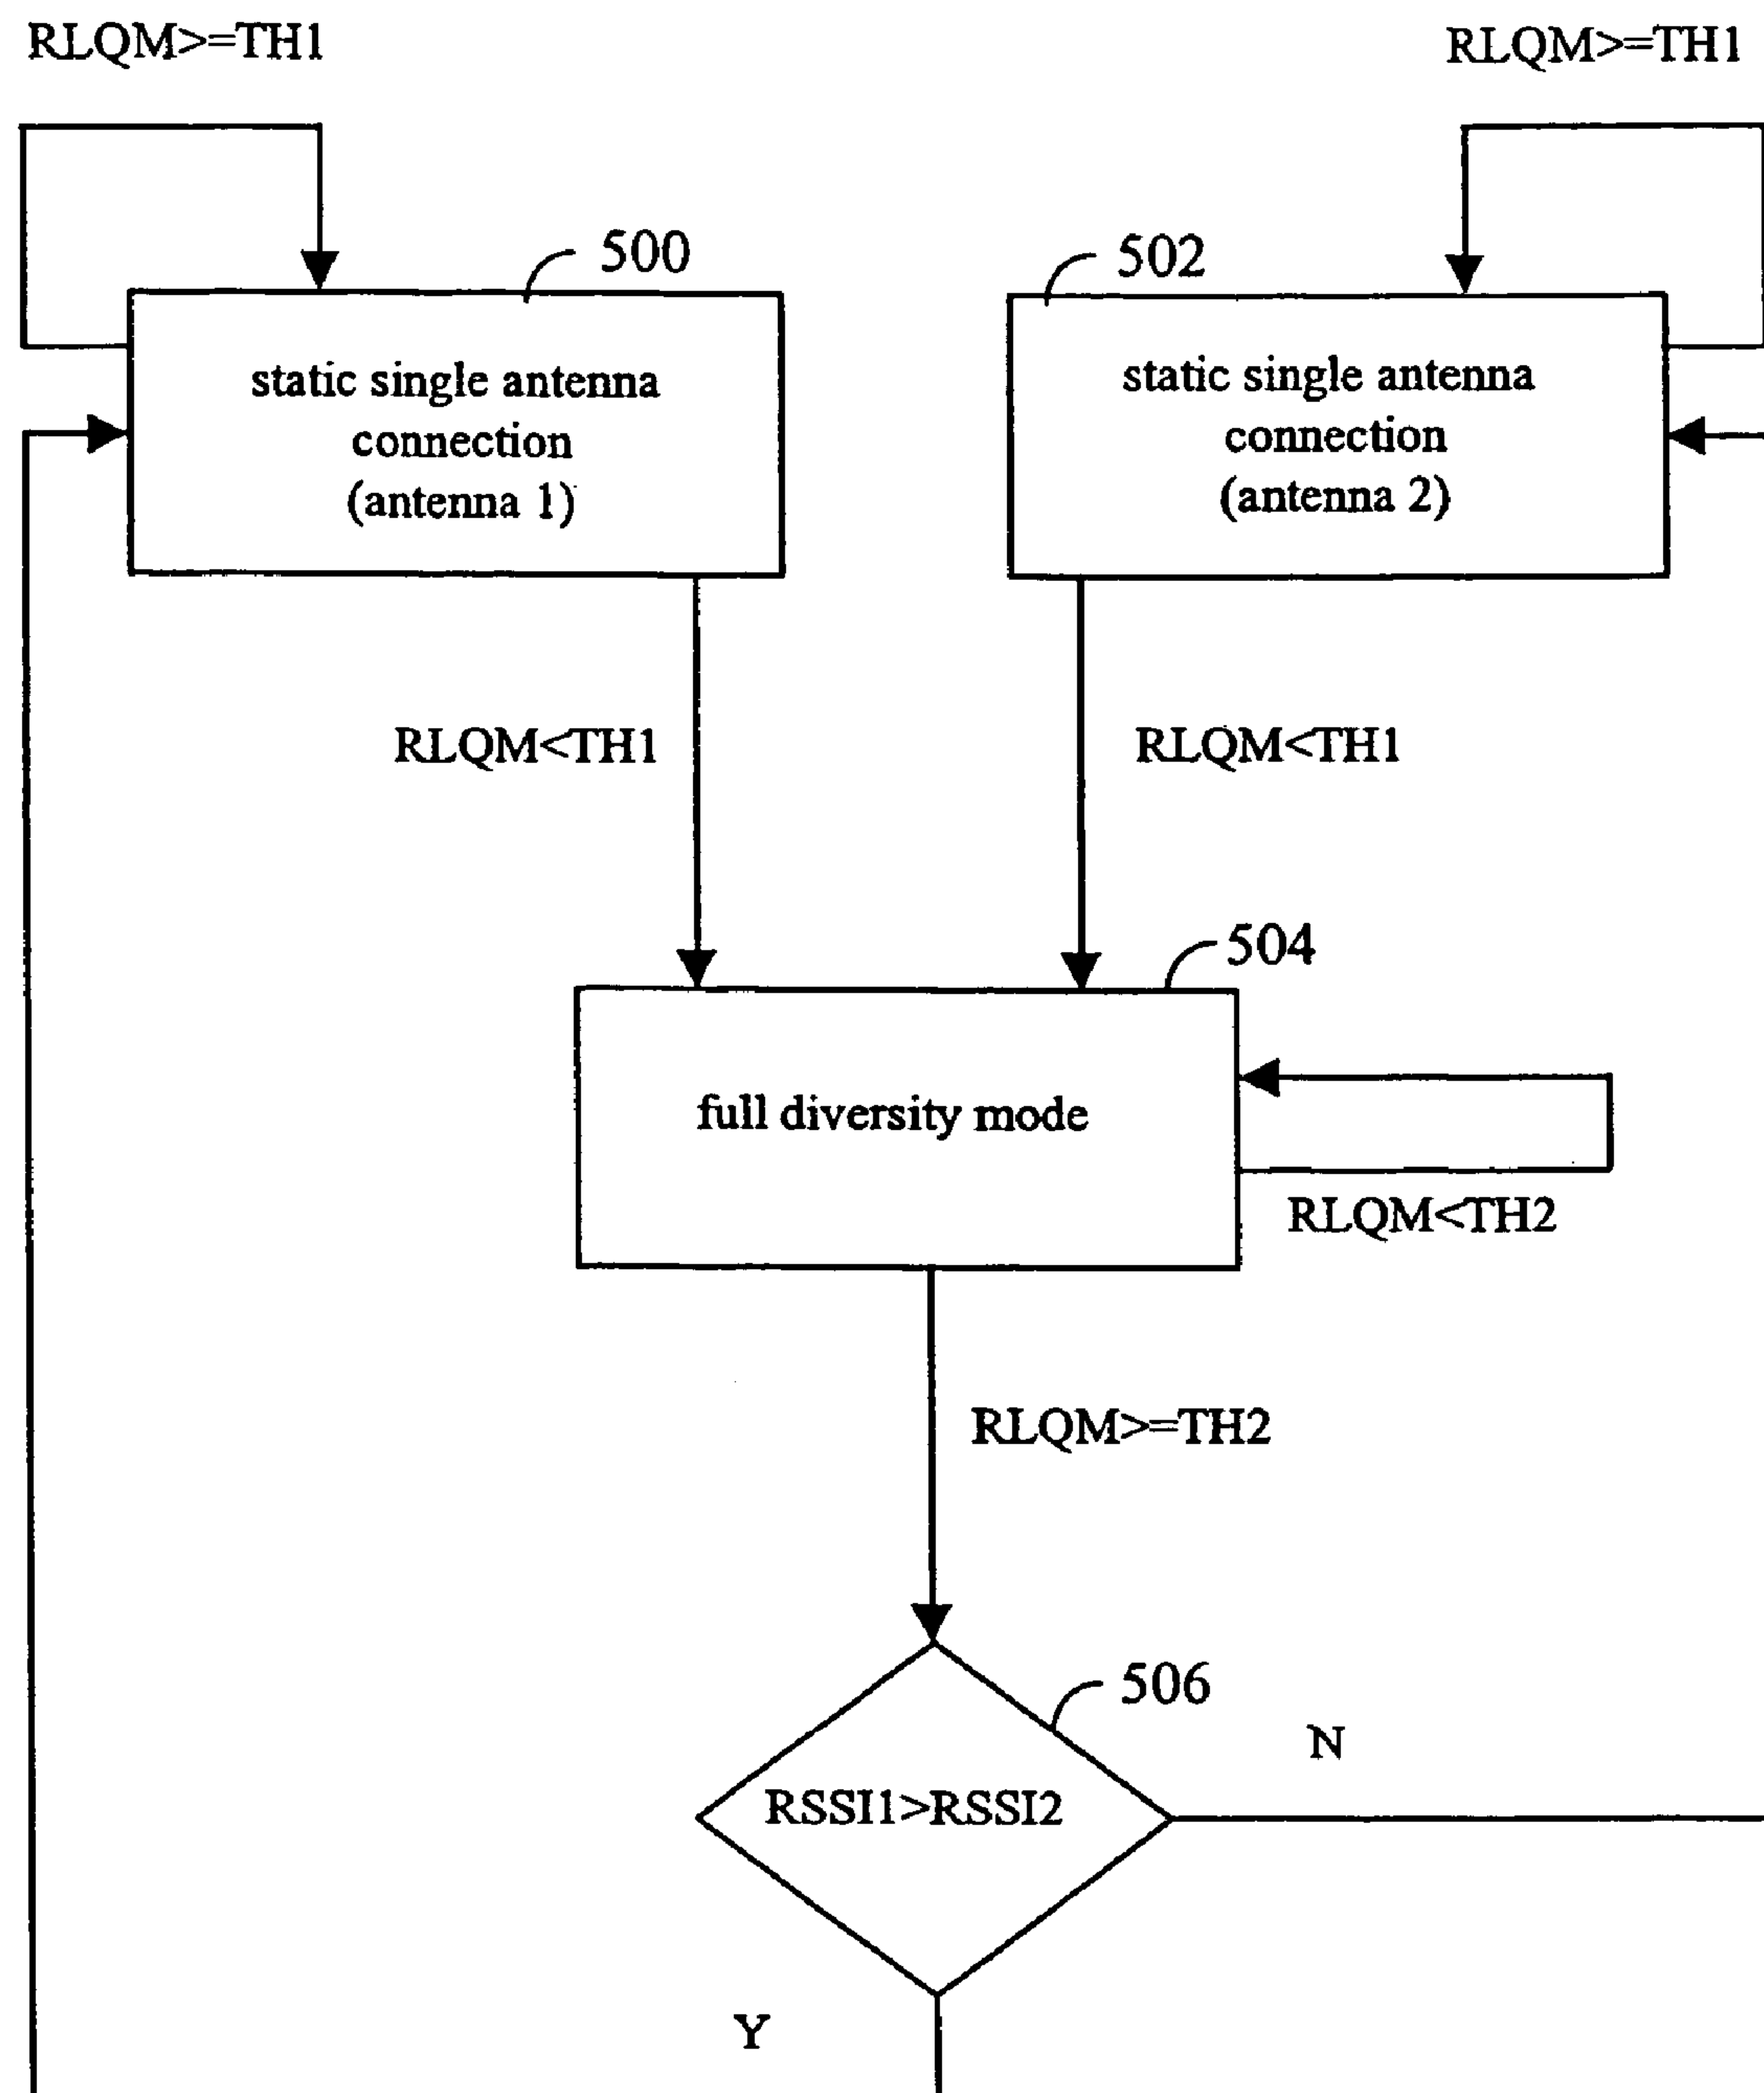 RLQM>=TH1
RLQM>=TH1
500
502
static single antenna
connection
(antenna 1)
static single antenna
connection
(antenna 2)
RLQM<TH1
RLQM<TH1
504
full diversity mode
RLQM<TH2
RLQM>=TH2
506
N
RSSI1>RSSI2
Y